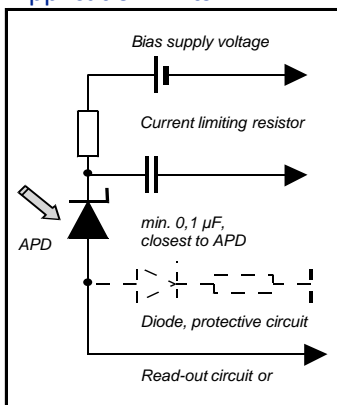 Bias supply voltage
Current limiting resistor
min. 0,1 µF,
closest to APD
APD
Diode, protective circuit
Read-out circuit or